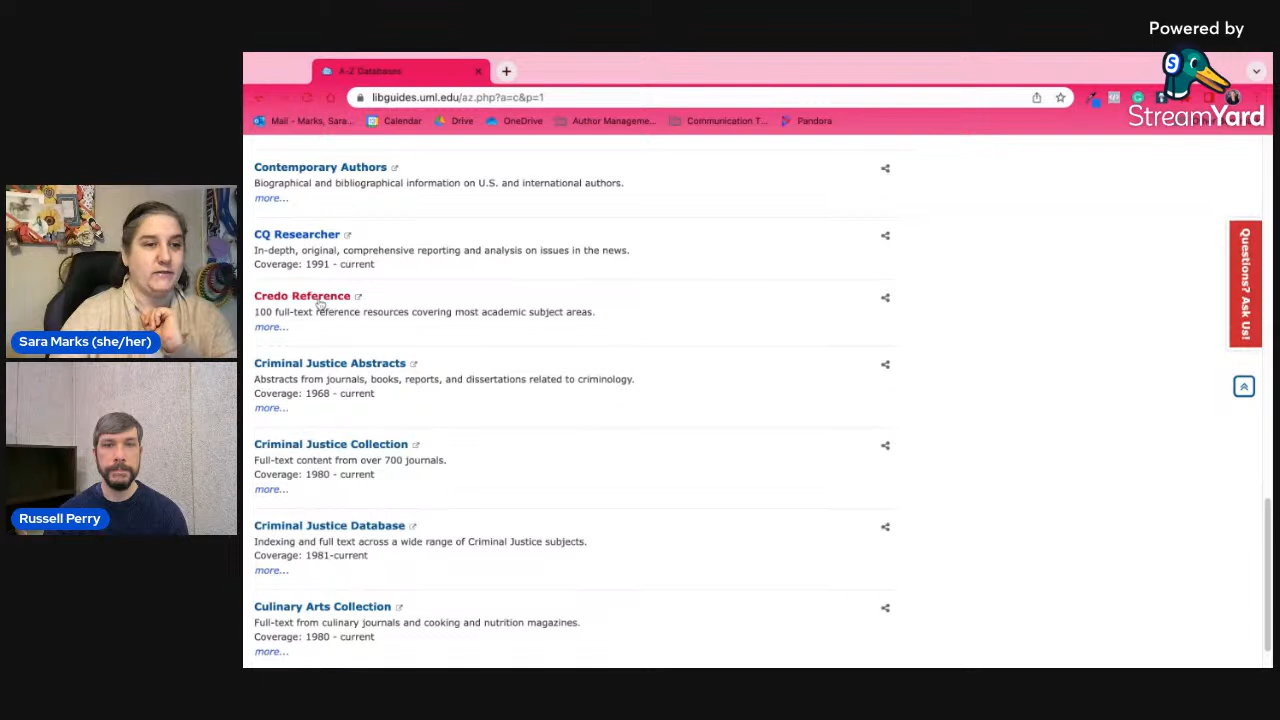 Powered by
StreamYard
A-Z Databases
libguides.uml.edu/az.php?a=c&p=1
Mail - Marks, Sara...
Calendar
Drive
OneDrive
Author Manageme...
Communication T...
Pandora
Contemporary Authors
Biographical and bibliographical information on U.S. and international authors.
more...
CQ Researcher
In-depth, original, comprehensive reporting and analysis on issues in the news.
Coverage: 1991 - current
Credo Reference
100 full-text reference resources covering most academic subject areas.
more...
Criminal Justice Abstracts
Abstracts from journals, books, reports, and dissertations related to criminology.
Coverage: 1968 - current
more...
Criminal Justice Collection
Full-text content from over 700 journals.
Coverage: 1980 - current
more...
Criminal Justice Database
Indexing and full text across a wide range of Criminal Justice subjects.
Coverage: 1981-current
more...
Culinary Arts Collection
Full-text from culinary journals and cooking and nutrition magazines.
Coverage: 1980 - current
more...
Questions? Ask Us!
Sara Marks (she/her)
Russell Perry